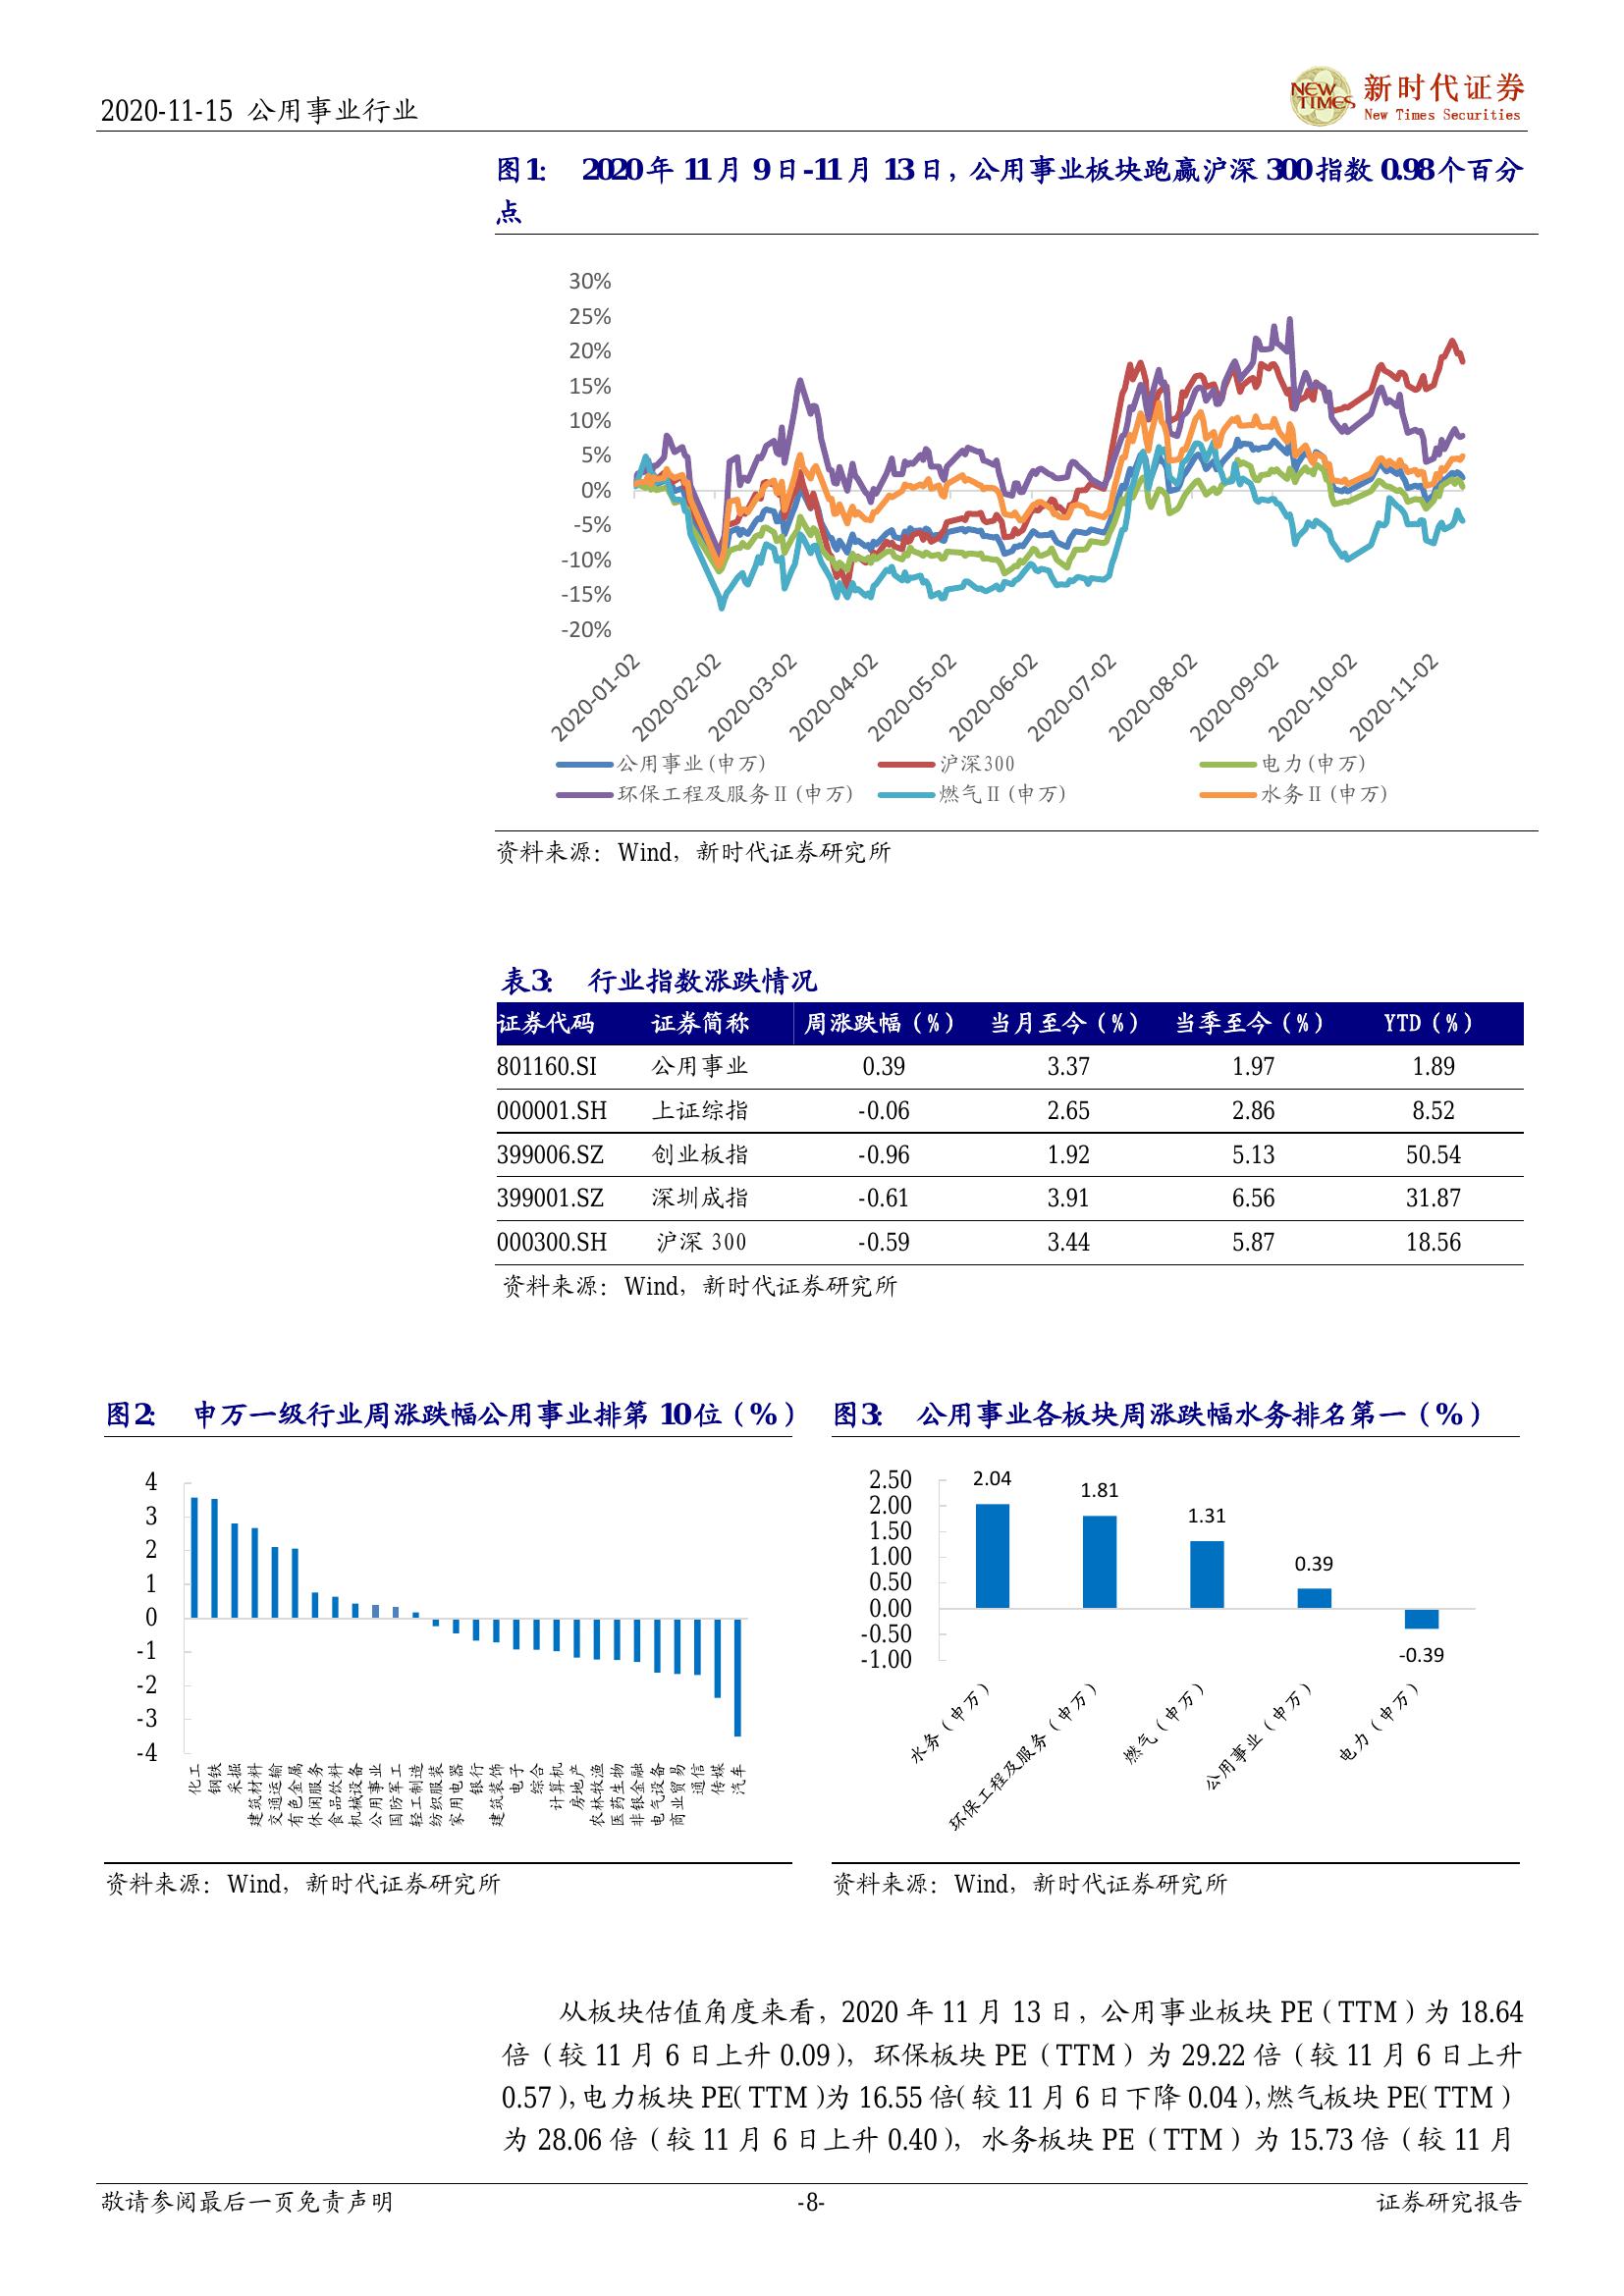 2020-11-15 公用事业行业
NEW TIMES 新时代证券
New Times Securities
图1: 2020年11月9日-11月13日，公用事业板块跑赢沪深300指数0.98个百分
点
30%
25%
20%
15%
10%
5%
0%
-5%
-10%
-15%
-20%
2020-01-02
2020-02-02
2020-03-02
2020-04-02
2020-05-02
2020-06-02
2020-07-02
2020-08-02
2020-09-02
2020-10-02
2020-11-02
公用事业(申万) 沪深300 电力(申万)
环保工程及服务Ⅱ(申万) 燃气Ⅱ(申万) 水务Ⅱ(申万)
资料来源：Wind，新时代证券研究所
表3: 行业指数涨跌情况
证券代码 证券简称 周涨跌幅（%） 当月至今（%） 当季至今（%） YTD（%）
801160.SI 公用事业 0.39 3.37 1.97 1.89
000001.SH 上证综指 -0.06 2.65 2.86 8.52
399006.SZ 创业板指 -0.96 1.92 5.13 50.54
399001.SZ 深圳成指 -0.61 3.91 6.56 31.87
000300.SH 沪深300 -0.59 3.44 5.87 18.56
资料来源：Wind，新时代证券研究所
图2: 申万一级行业周涨跌幅公用事业排第10位（%）
4
3
2
1
0
-1
-2
-3
-4
化工
钢铁
采掘
建筑材料
交通运输
有色金属
休闲服务
食品饮料
机械设备
公用事业
国防军工
轻工制造
纺织服装
家用电器
银行
建筑装饰
电子
综合
计算机
房地产
农林牧渔
医药生物
非银金融
电气设备
商业贸易
通信
传媒
汽车
资料来源：Wind，新时代证券研究所
图3: 公用事业各板块周涨跌幅水务排名第一（%）
2.50
2.00
1.50
1.00
0.50
0.00
-0.50
-1.00
2.04
1.81
1.31
0.39
-0.39
水务（申万）
环保工程及服务（申万）
燃气（申万）
公用事业（申万）
电力（申万）
资料来源：Wind，新时代证券研究所
从板块估值角度来看，2020年11月13日，公用事业板块PE（TTM）为18.64
倍（较11月6日上升0.09），环保板块PE（TTM）为29.22倍（较11月6日上升
0.57），电力板块PE（TTM）为16.55倍（较11月6日下降0.04），燃气板块PE（TTM）
为28.06倍（较11月6日上升0.40），水务板块PE（TTM）为15.73倍（较11月
敬请参阅最后一页免责声明 -8- 证券研究报告